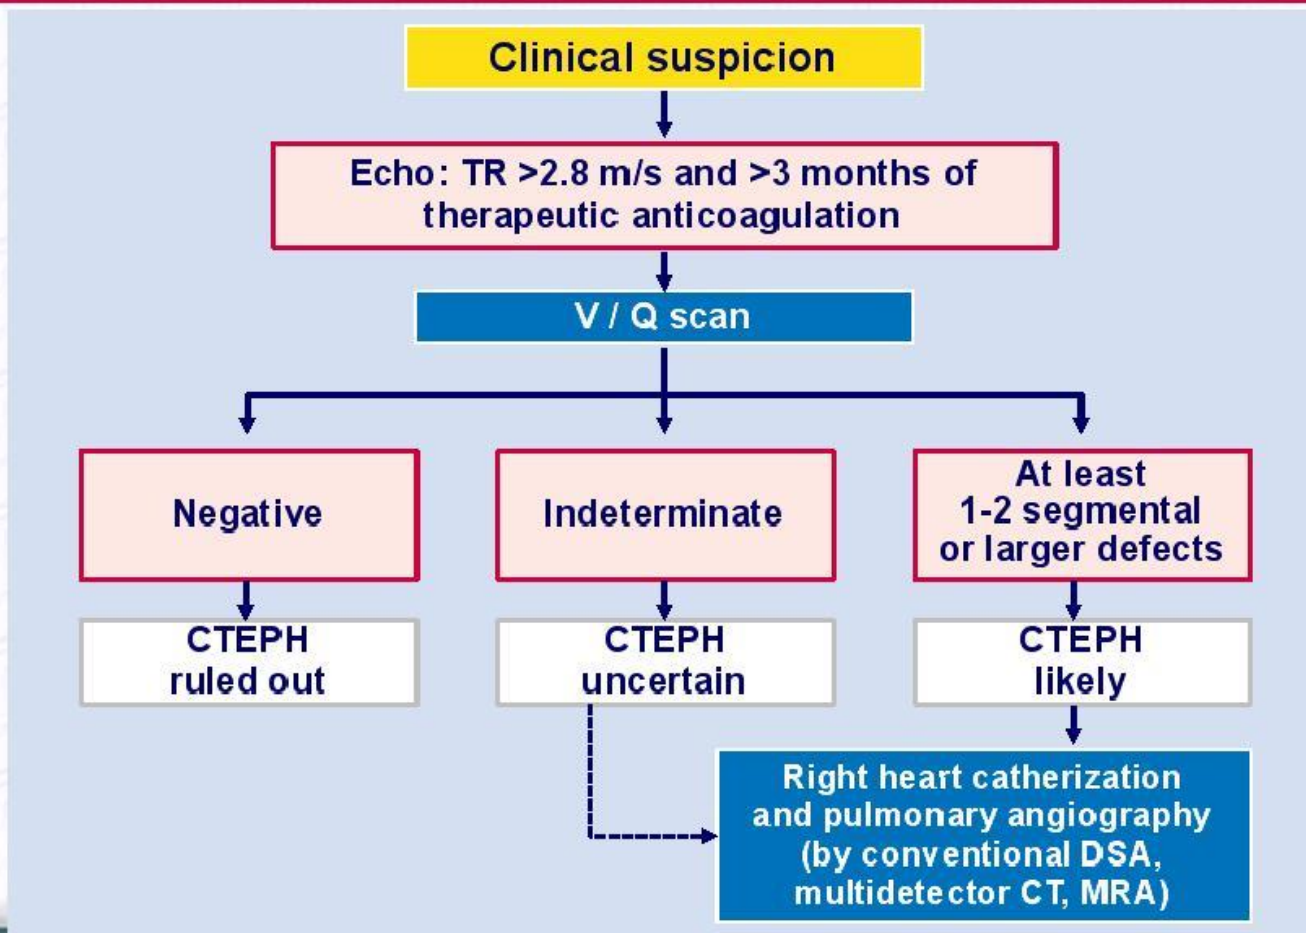 Clinical suspicion
Echo: TR >2.8 m/s and >3 months of
therapeutic anticoagulation
V / Q scan
Negative
Indeterminate
At least
1-2 segmental
or larger defects
CTEPH
ruled out
CTEPH
uncertain
CTEPH
likely
Right heart catherization
and pulmonary angiography
(by conventional DSA,
multidetector CT, MRA)